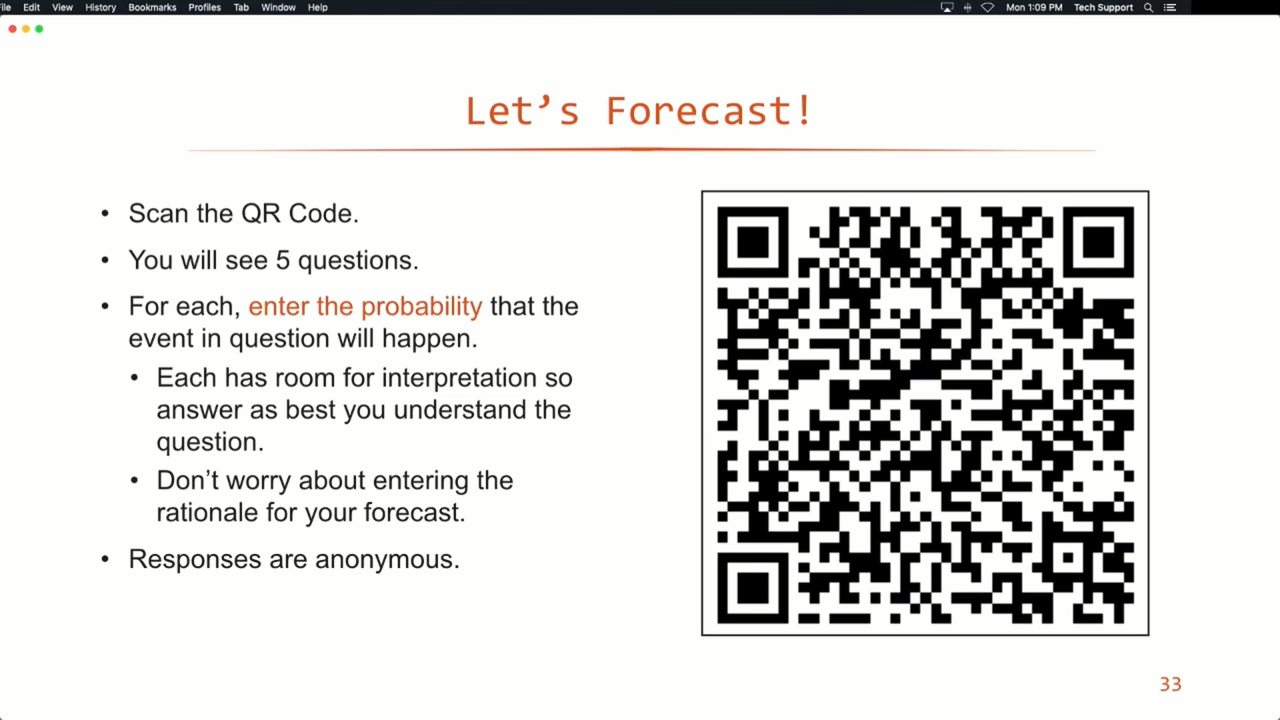 ile Edit View History Bookmarks Profiles Tab Window Help Mon 1:09 PM Tech Support
Let’s Forecast!
• Scan the QR Code.
• You will see 5 questions.
• For each, enter the probability that the
event in question will happen.
• Each has room for interpretation so
answer as best you understand the
question.
• Don’t worry about entering the
rationale for your forecast.
• Responses are anonymous.
33